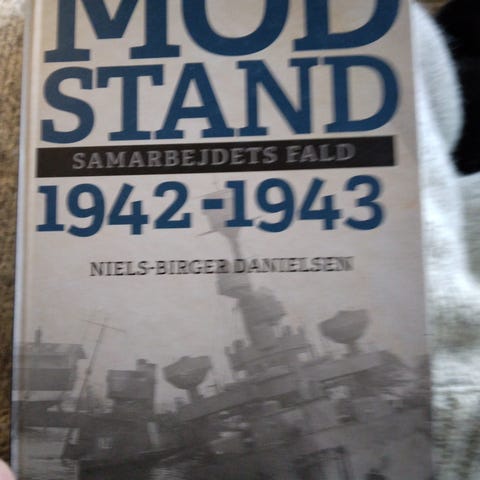 MOD
STAND
SAMARBEJDETS FALD
1942-1943
NIELS-BIRGER DANIELSEN